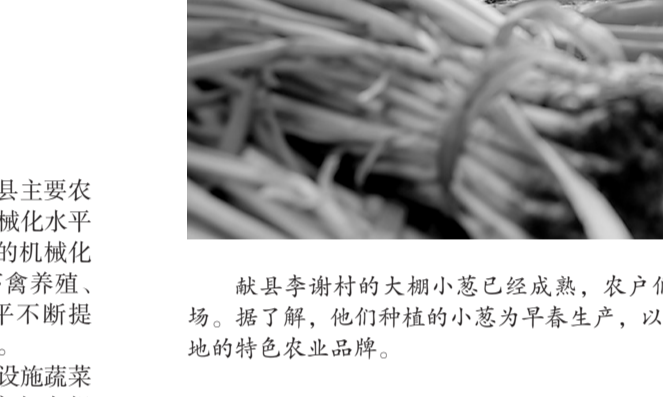 县主要农
械化水平
的机械化
禽养殖、
平不断提
。
设施蔬菜
献县李谢村的大棚小葱已经成熟，农户
场。据了解，他们种植的小葱为早春生产，以
地的特色农业品牌。